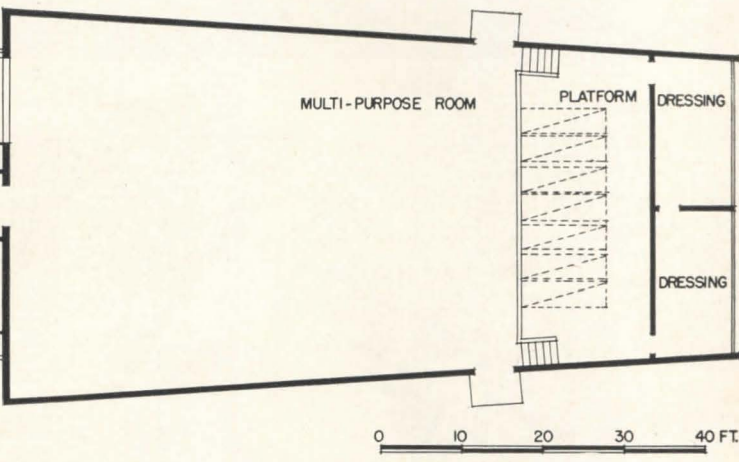 MULTI-PURPOSE ROOM
PLATFORM
DRESSING
DRESSING
0 10 20 30 40 FT.